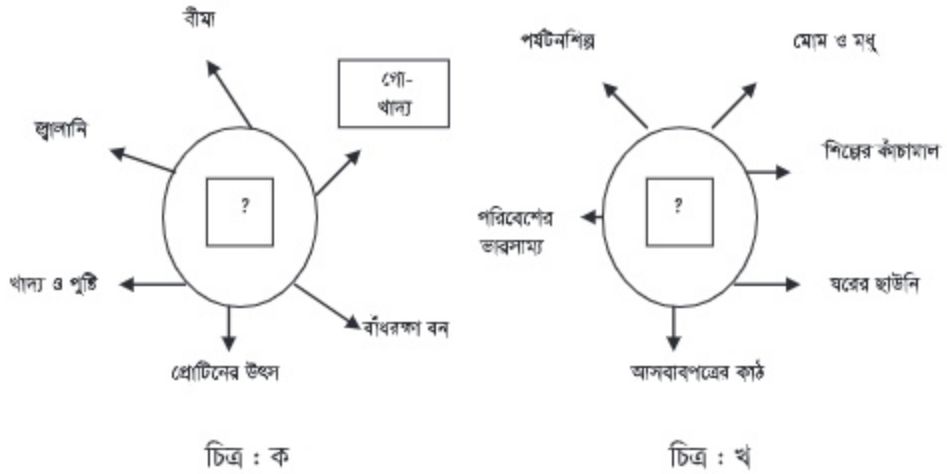 বীমা
গো-
খাদ্য
জ্বালানি
?
খাদ্য ও পুষ্টি
বাঁধরক্ষা বন
প্রোটিনের উৎস
চিত্র : ক
পর্যটনশিল্প
মোম ও মধু
শিল্পের কাঁচামাল
?
পরিবেশের
ভারসাম্য
ঘরের ছাউনি
আসবাবপত্রের কাঠ
চিত্র : খ